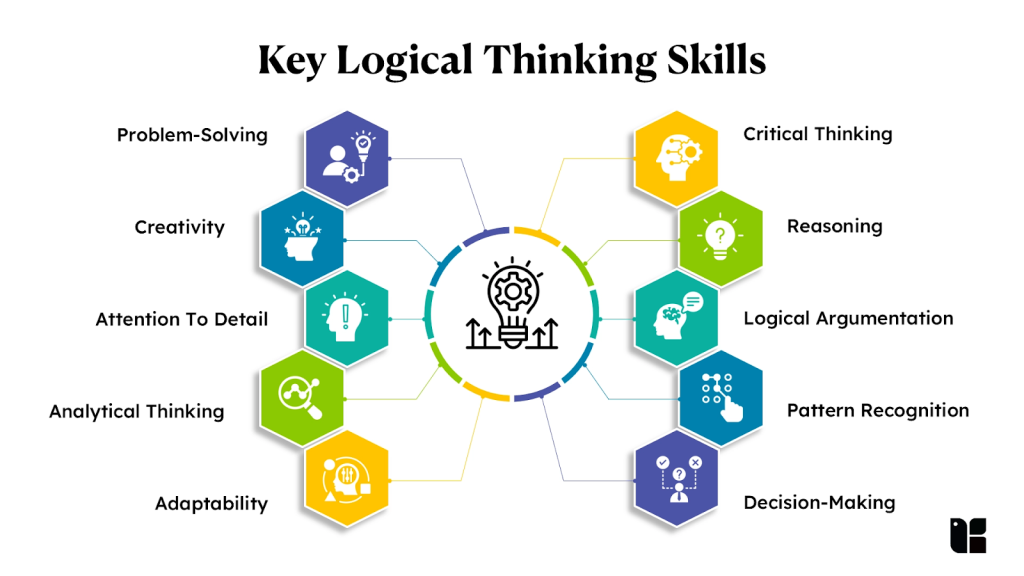 Key Logical Thinking Skills
Problem-Solving
Creativity
Attention To Detail
Analytical Thinking
Adaptability
Critical Thinking
Reasoning
Logical Argumentation
Pattern Recognition
Decision-Making